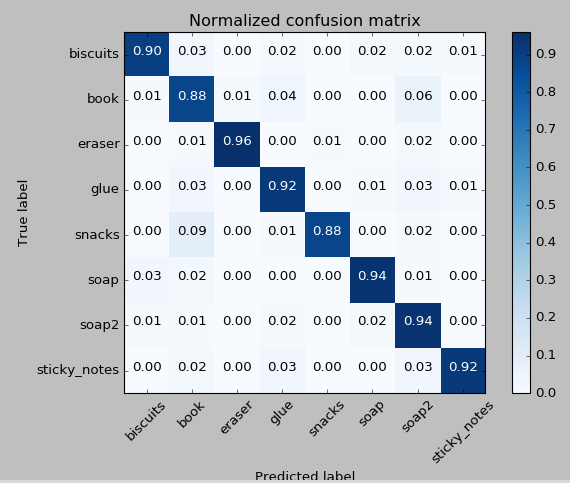 Normalized confusion matrix
biscuits 0.90 0.03 0.00 0.02 0.00 0.02 0.02 0.01
book 0.01 0.88 0.01 0.04 0.00 0.00 0.06 0.00
eraser 0.00 0.01 0.96 0.00 0.01 0.00 0.02 0.00
glue 0.00 0.03 0.00 0.92 0.00 0.01 0.03 0.01
snacks 0.00 0.09 0.00 0.01 0.88 0.00 0.02 0.00
soap 0.03 0.02 0.00 0.00 0.00 0.94 0.01 0.00
soap2 0.01 0.01 0.00 0.02 0.00 0.02 0.94 0.00
sticky_notes 0.00 0.02 0.00 0.03 0.00 0.00 0.03 0.92
True label
biscuits book eraser glue snacks soap soap2 sticky_notes
Predicted label
0.9
0.8
0.7
0.6
0.5
0.4
0.3
0.2
0.1
0.0